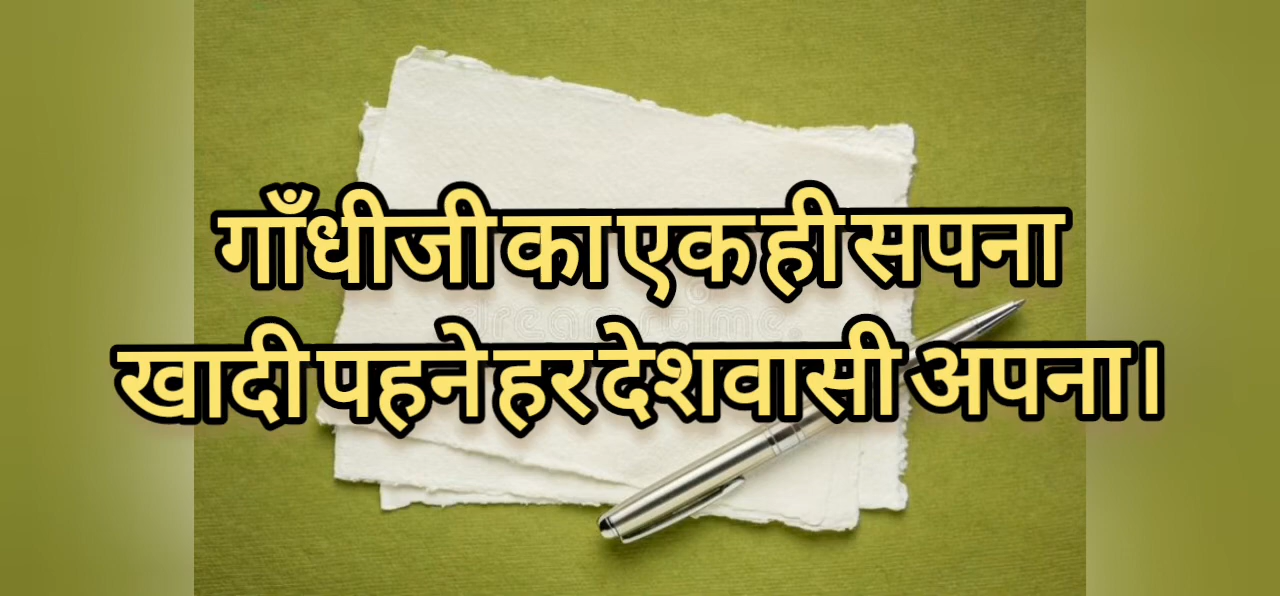 गाँधीजी का एक ही सपना
खादी पहने हर देशवासी अपना।